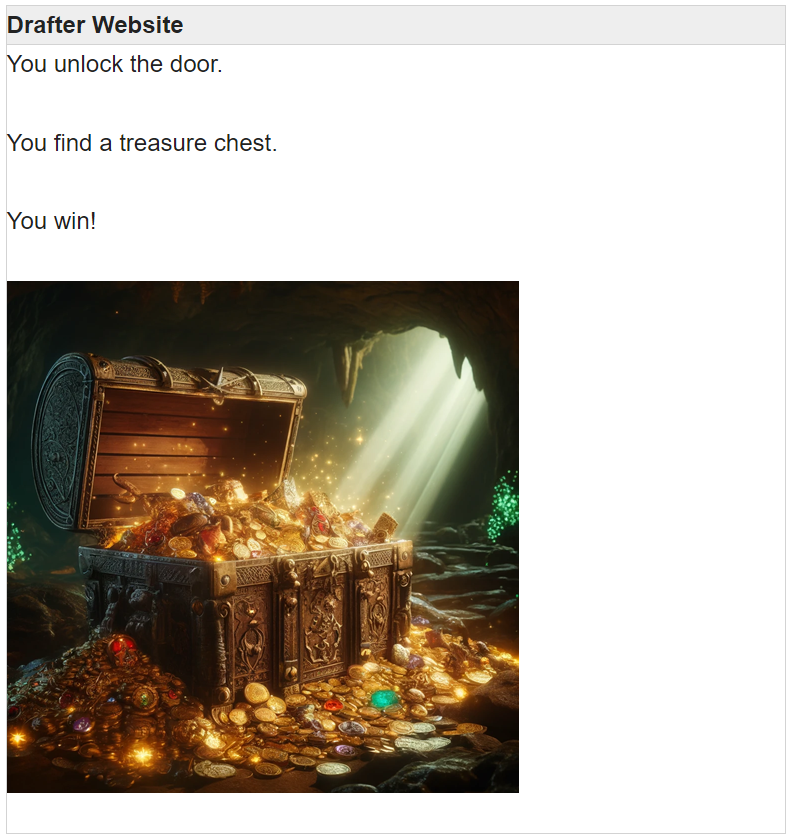 Drafter Website
You unlock the door.
You find a treasure chest.
You win!